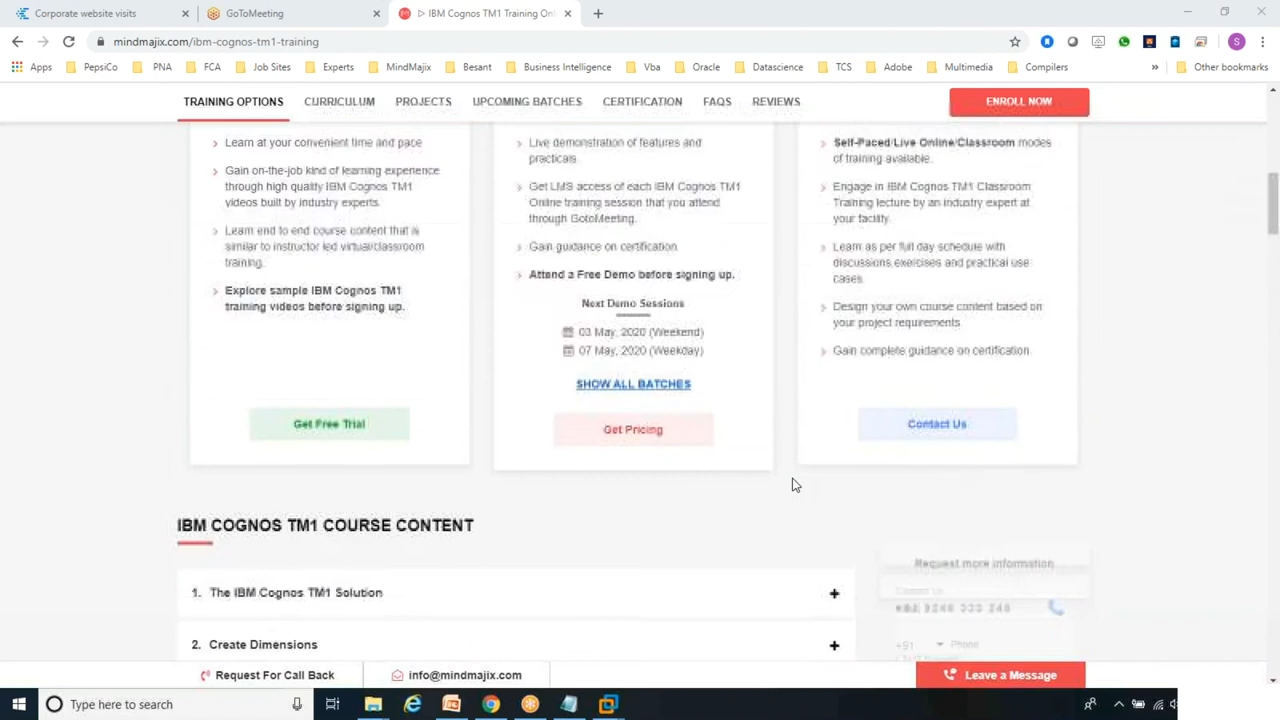 Corporate website visits
GoToMeeting
▷ IBM Cognos TM1 Training Onl
mindmajix.com/ibm-cognos-tm1-training
S
Apps
PepsiCo
PNA
FCA
Job Sites
Experts
MindMajix
Besant
Business Intelligence
Vba
Oracle
Datascience
TCS
Adobe
Multimedia
Compilers
»
Other bookmarks
TRAINING OPTIONS
CURRICULUM
PROJECTS
UPCOMING BATCHES
CERTIFICATION
FAQS
REVIEWS
ENROLL NOW
Learn at your convenient time and pace
Gain on-the-job kind of learning experience
through high quality IBM Cognos TM1
videos built by industry experts.
Learn end to end course content that is
similar to instructor led virtual/classroom
training.
Explore sample IBM Cognos TM1
training videos before signing up.
Get Free Trial
Live demonstration of features and
practicals.
Get LMS access of each IBM Cognos TM1
Online training session that you attend
through GotoMeeting.
Gain guidance on certification.
Attend a Free Demo before signing up.
Next Demo Sessions
03 May, 2020 (Weekend)
07 May, 2020 (Weekday)
SHOW ALL BATCHES
Get Pricing
Self-Paced/Live Online/Classroom modes
of training available.
Engage in IBM Cognos TM1 Classroom
Training lecture by an industry expert at
your facility.
Learn as per full day schedule with
discussions,exercises and practical use
cases.
Design your own course content based on
your project requirements.
Gain complete guidance on certification.
Contact Us
IBM COGNOS TM1 COURSE CONTENT
1. The IBM Cognos TM1 Solution
+
2. Create Dimensions
+
Request more information
+91 Phone
Request For Call Back
info@mindmajix.com
Leave a Message
Type here to search